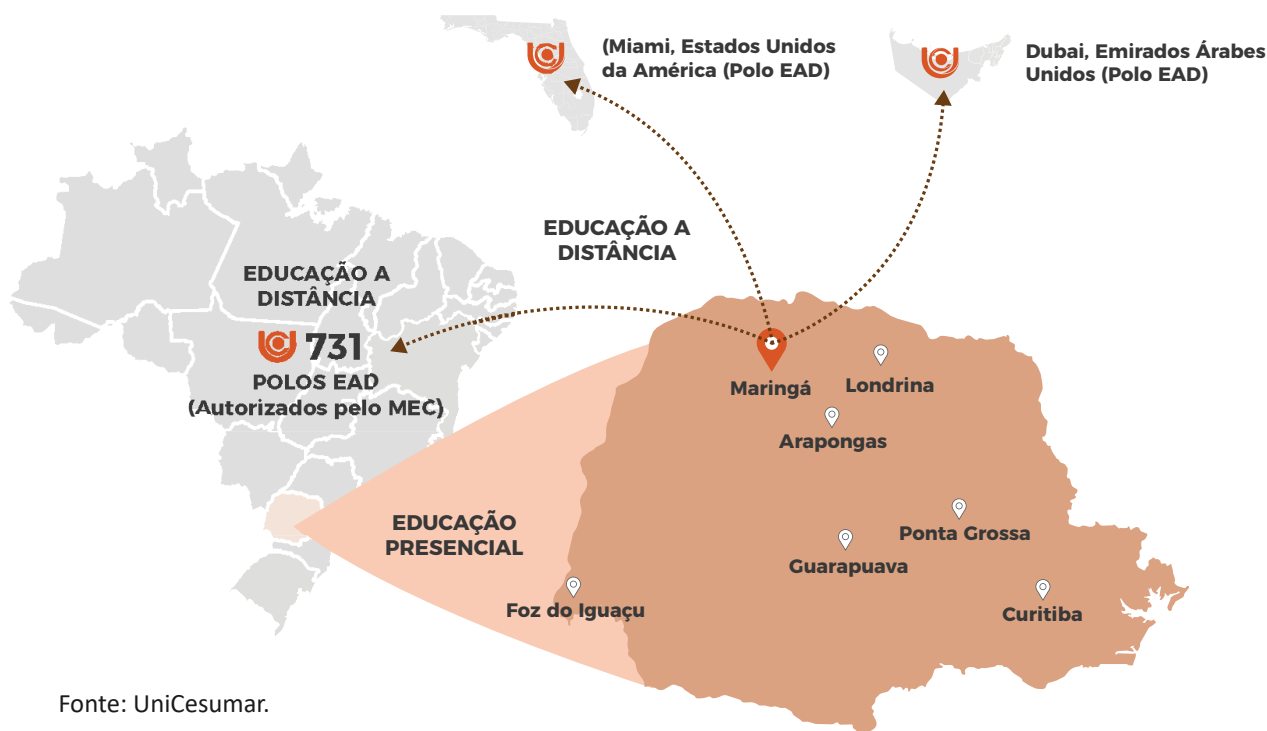 (Miami, Estados Unidos
da América (Polo EAD)
Dubai, Emirados Árabes
Unidos (Polo EAD)
EDUCAÇÃO A
DISTÂNCIA
EDUCAÇÃO A
DISTÂNCIA
731
POLOS EAD
(Autorizados pelo MEC)
Maringá
Londrina
Arapongas
EDUCAÇÃO
PRESENCIAL
Ponta Grossa
Guarapuava
Foz do Iguaçu
Curitiba
Fonte: UniCesumar.